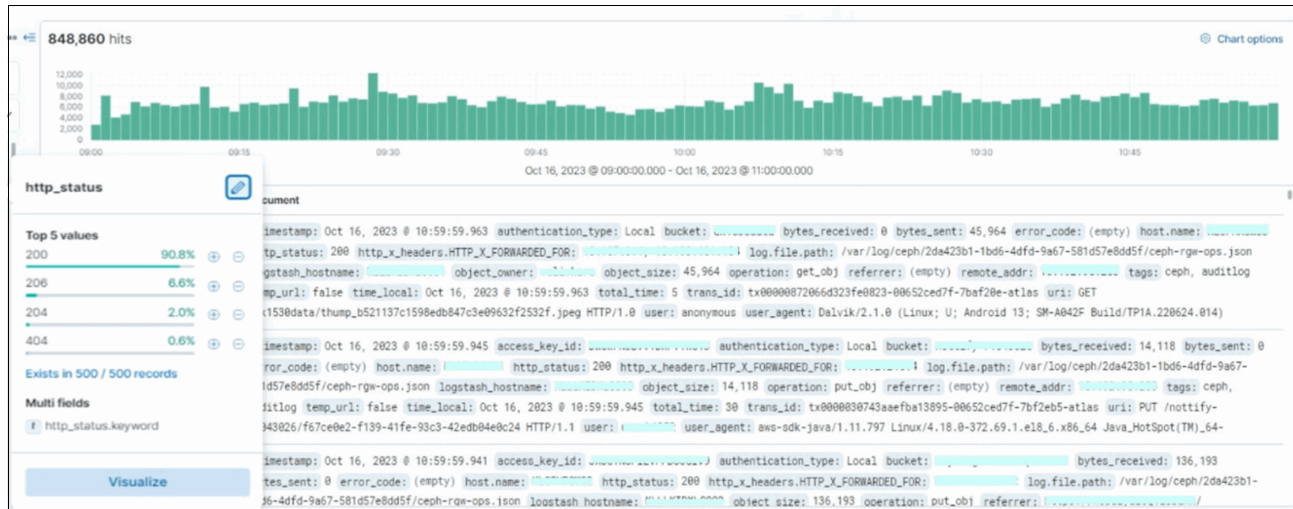 848,860 hits
Chart options
12,000
10,000
8,000
6,000
4,000
2,000
0
09:00 09:15 09:30 09:45 10:00 10:15 10:30 10:45
Oct 16, 2023 @ 09:00:00.000 - Oct 16, 2023 @ 11:00:00.000
http_status
Top 5 values
200 90.8%
206 6.6%
204 2.0%
404 0.6%
Exists in 500 / 500 records
Multi fields
f http_status.keyword
Visualize
cument
imestamp: Oct 16, 2023 @ 10:59:59.963 authentication_type: Local bucket: bytes_received: 0 bytes_sent: 45,964 error_code: (empty) host.name:
tp_status: 200 http_x_headers.HTTP_X_FORWARDED_FOR: log.file.path: /var/log/ceph/2da423b1-1bd6-4dfd-9a67-581d57e8dd5f/ceph-rgw-ops.json
gstash_hostname: object_owner: object_size: 45,964 operation: get_obj referrer: (empty) remote_addr: tags: ceph, auditlog
mp_url: false time_local: Oct 16, 2023 @ 10:59:59.963 total_time: 5 trans_id: tx00000872066d323fe0823-00652ced7f-7baf20e-atlas uri: GET
1530data/thump_b521137c1598edb847c3e09632f2532f.jpeg HTTP/1.0 user: anonymous user_agent: Dalvik/2.1.0 (Linux; U; Android 13; SM-A042F Build/TP1A.220624.014)
imestamp: Oct 16, 2023 @ 10:59:59.945 access_key_id: authentication_type: Local bucket: bytes_received: 14,118 bytes_sent: 0
ror_code: (empty) host.name: http_status: 200 http_x_headers.HTTP_X_FORWARDED_FOR: log.file.path: /var/log/ceph/2da423b1-1bd6-4dfd-9a67-
1d57e8dd5f/ceph-rgw-ops.json logstash_hostname: object_size: 14,118 operation: put_obj referrer: (empty) remote_addr: tags: ceph,
ditlog temp_url: false time_local: Oct 16, 2023 @ 10:59:59.945 total_time: 30 trans_id: tx0000030743aaefba13895-00652ced7f-7bf2eb5-atlas uri: PUT /nottify-
043026/f67ce0e2-f139-41fe-93c3-42edb04e0c24 HTTP/1.1 user: user_agent: aws-sdk-java/1.11.797 Linux/4.18.0-372.69.1.el8_6.x86_64 Java_HotSpot(TM)_64-
imestamp: Oct 16, 2023 @ 10:59:59.941 access_key_id: authentication_type: Local bucket: bytes_received: 136,193
tes_sent: 0 error_code: (empty) host.name: http_status: 200 http_x_headers.HTTP_X_FORWARDED_FOR: log.file.path: /var/log/ceph/2da423b1-
d6-4dfd-9a67-581d57e8dd5f/ceph-rgw-ops.json logstash_hostname: object_size: 136,193 operation: put_obj referrer: